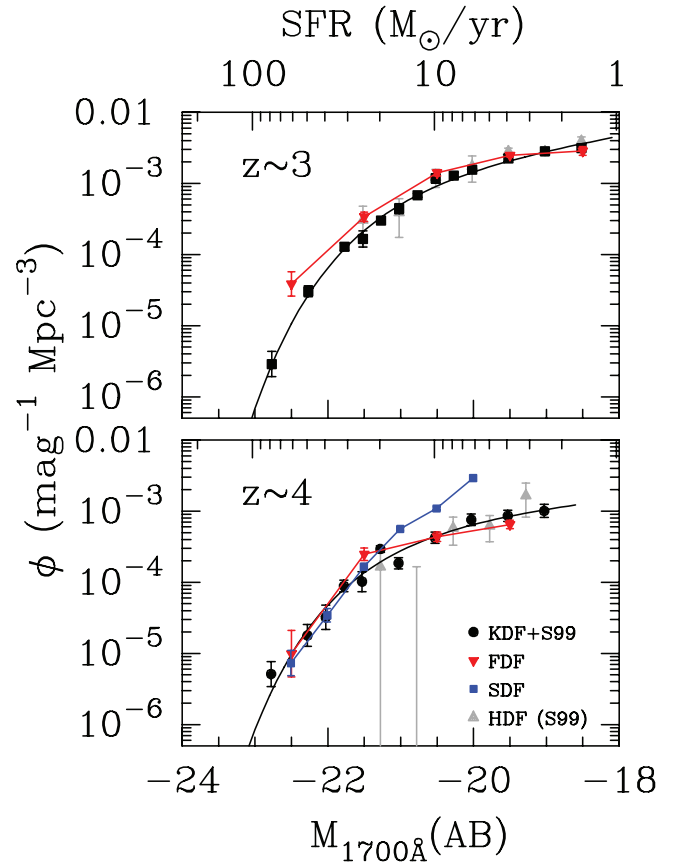 SFR (M⊙/yr)
100 10 1
0.01
z~3
10⁻³
10⁻⁴
10⁻⁵
10⁻⁶
0.01
z~4
10⁻³
10⁻⁴
10⁻⁵
10⁻⁶
ϕ (mag⁻¹ Mpc⁻³)
KDF+S99
FDF
SDF
HDF (S99)
−24 −22 −20 −18
M1700Å(AB)